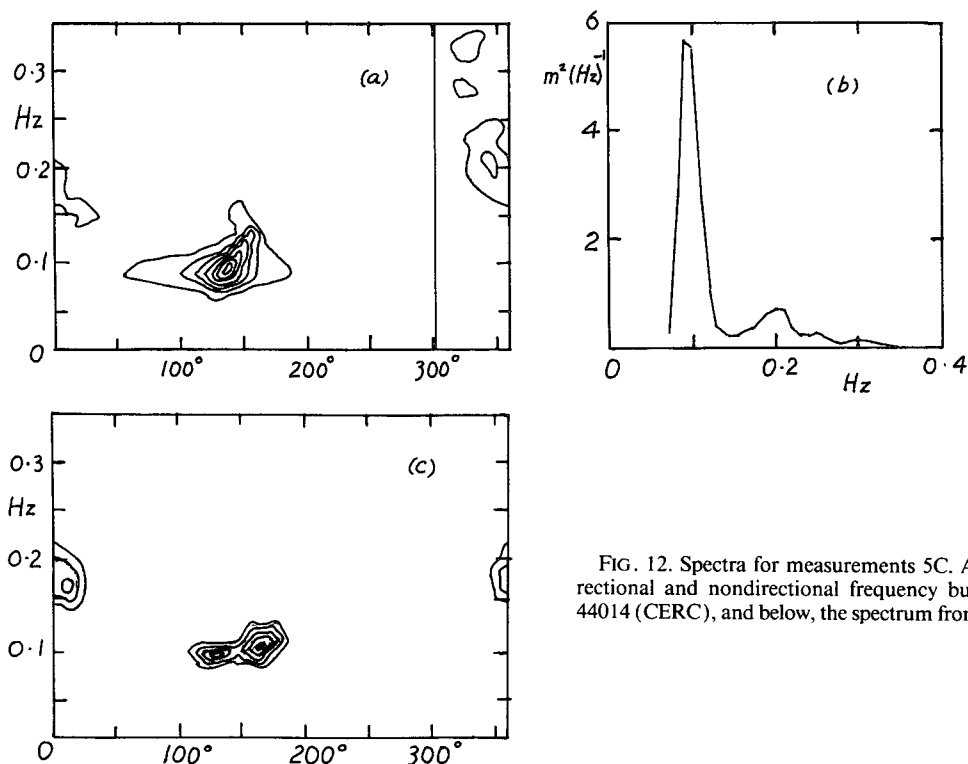 (a)
0.3
Hz
0.2
0.1
0
100°
200°
300°
6
m²(Hz)⁻¹
(b)
4
2
0
0.2
0.4
Hz
(c)
0.3
Hz
0.2
0.1
0
100°
200°
300°
FIG. 12. Spectra for measurements 5C. A
rectional and nondirectional frequency bu
44014 (CERC), and below, the spectrum from